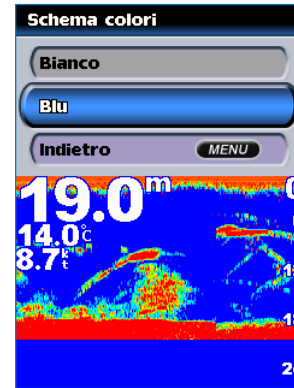 Schema colori
Bianco
Blu
Indietro MENU
19.0m
14.0°C
8.7kt